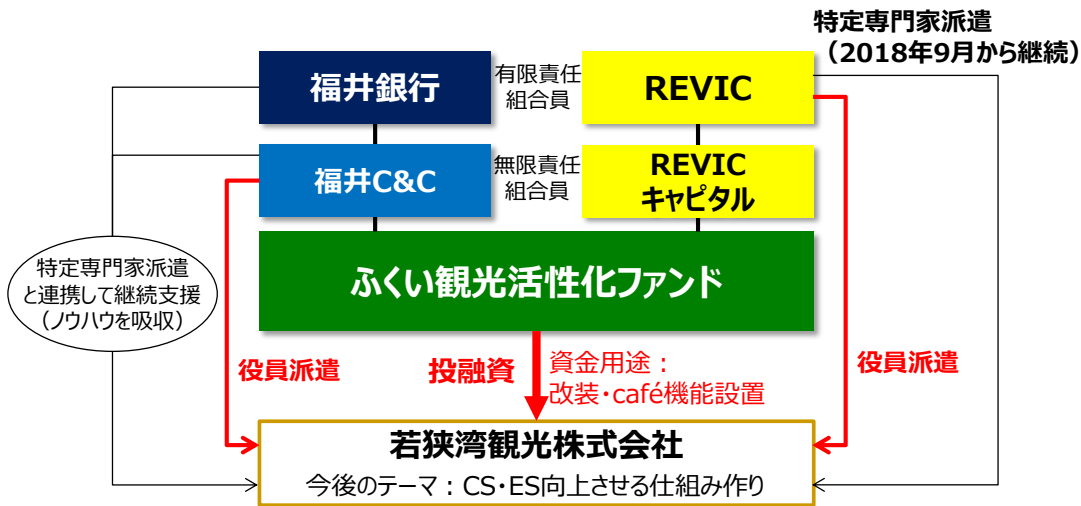 特定専門家派遣
（2018年9月から継続）
福井銀行
有限責任
組合員
REVIC
福井C&C
無限責任
組合員
REVIC
キャピタル
ふくい観光活性化ファンド
特定専門家派遣
と連携して継続支援
（ノウハウを吸収）
役員派遣
投融資
資金用途：
改装・café機能設置
役員派遣
若狭湾観光株式会社
今後のテーマ：CS・ES向上させる仕組み作り